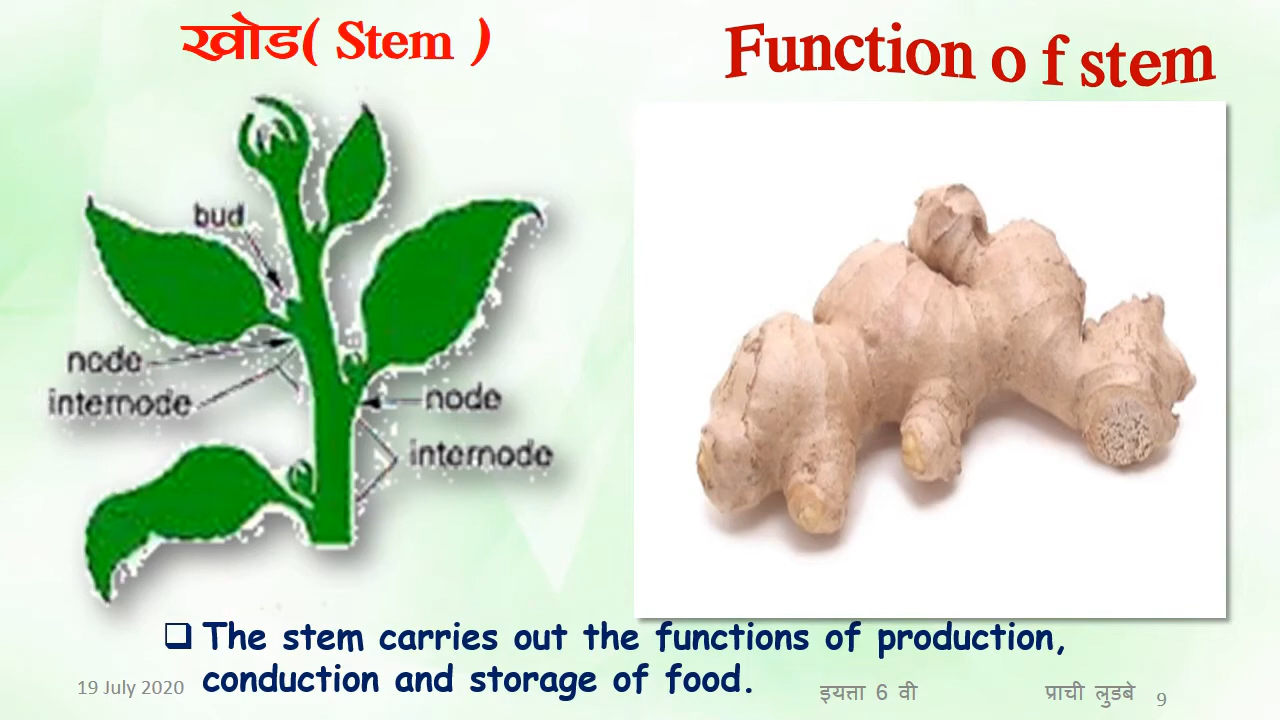 खोड( Stem )
Function o f stem
bud
node
internode
node
internode
❑ The stem carries out the functions of production,
conduction and storage of food.
19 July 2020
इयत्ता 6 वी
प्राची लुडबे
9